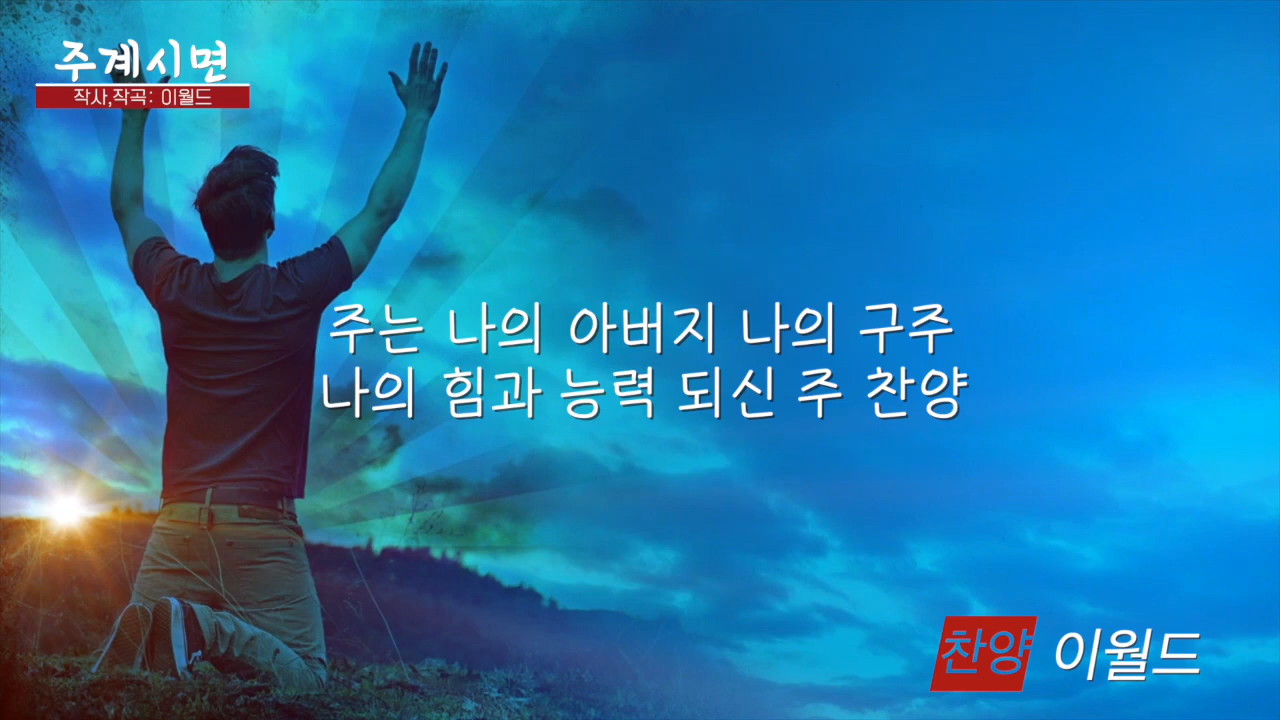 주계시면
작사,작곡: 이월드
주는 나의 아버지 나의 구주
나의 힘과 능력 되신 주 찬양
찬양 이월드